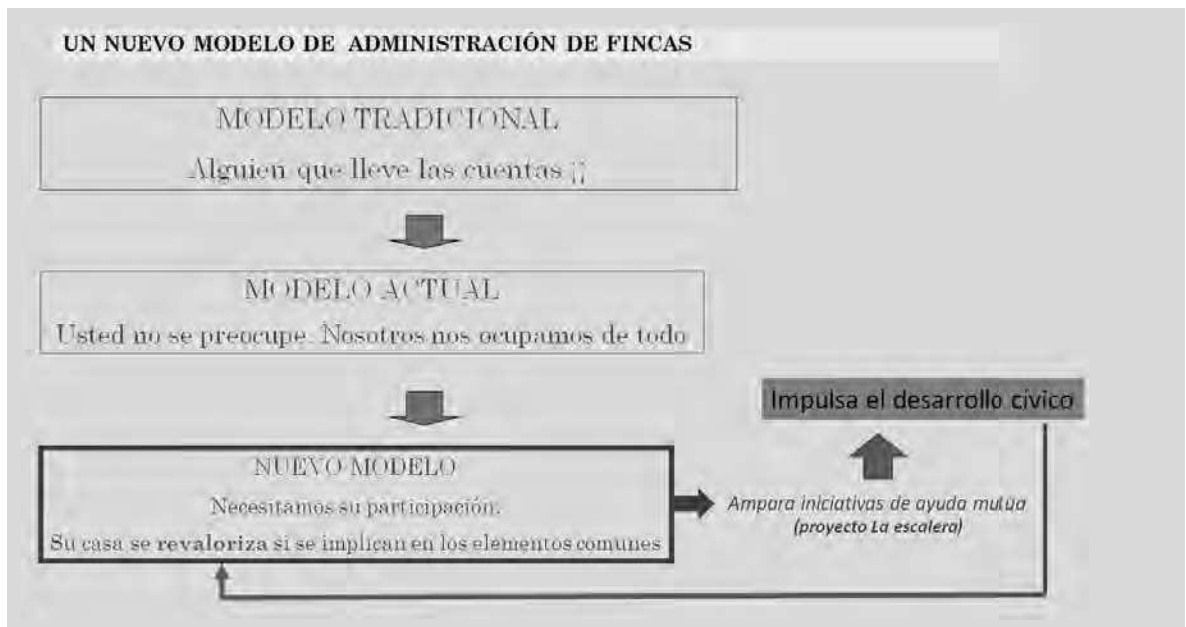 UN NUEVO MODELO DE ADMINISTRACIÓN DE FINCAS
MODELO TRADICIONAL
Alguien que lleve las cuentas ¡¡
MODELO ACTUAL
Usted no se preocupe. Nosotros nos ocupamos de todo
Impulsa el desarrollo cívico
NUEVO MODELO
Necesitamos su participación.
Su casa se revaloriza si se implican en los elementos comunes
Ampara iniciativas de ayuda mutúa
(proyecto La escalera)